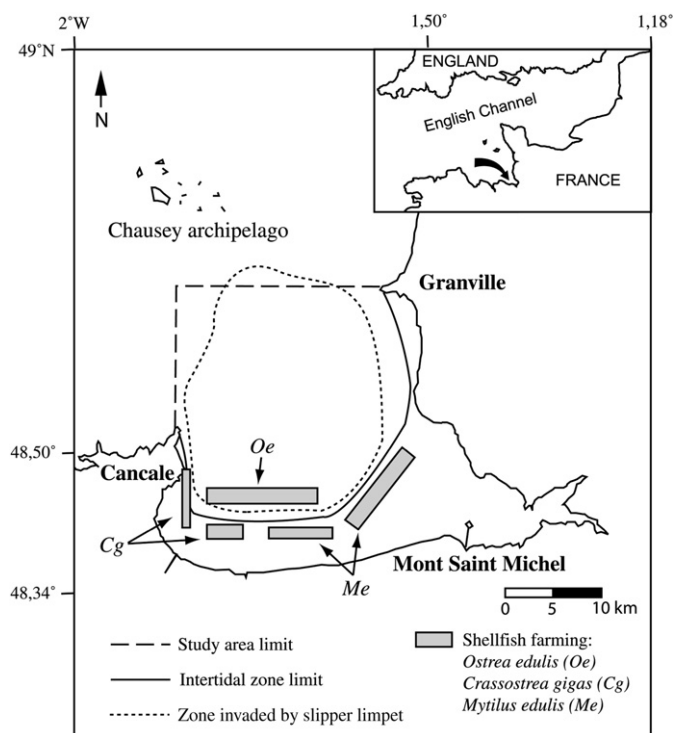 2˚W
1,50°
1,18°
49°N
ENGLAND
English Channel
FRANCE
N
Chausey archipelago
Granville
48,50°
Oe
Cancale
Cg
Me
Mont Saint Michel
48,34°
0 5 10 km
Study area limit
Intertidal zone limit
Zone invaded by slipper limpet
Shellfish farming:
Ostrea edulis (Oe)
Crassostrea gigas (Cg)
Mytilus edulis (Me)